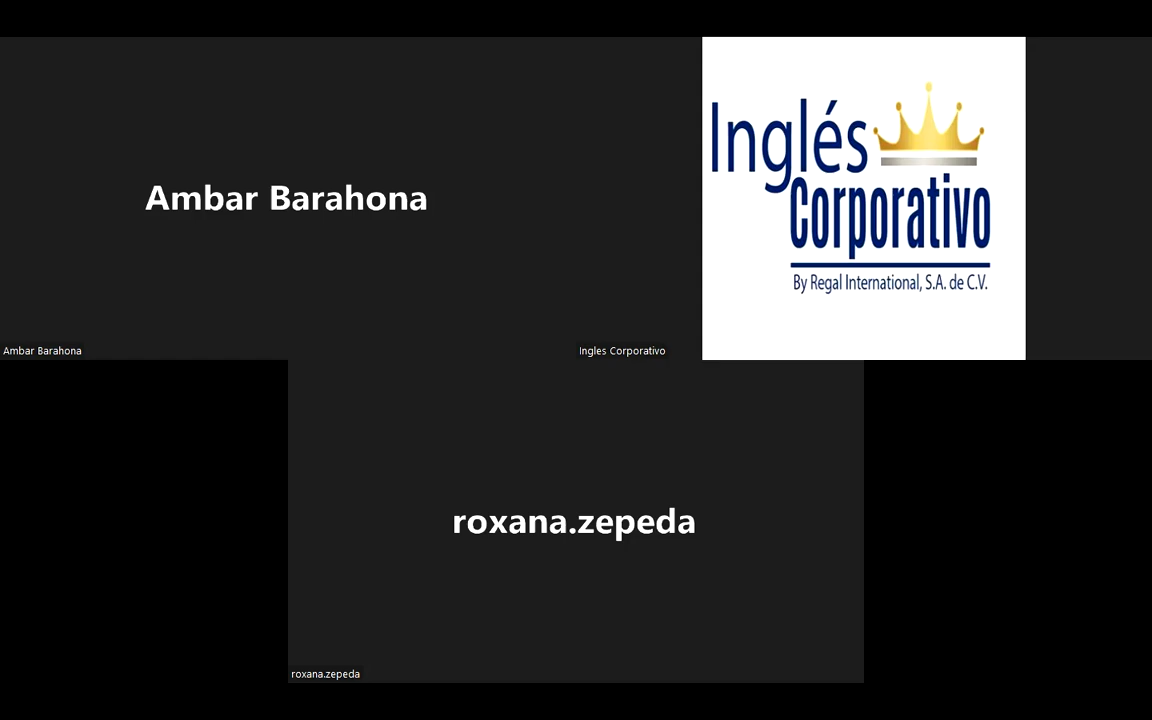 Ambar Barahona
Inglés
Corporativo
By Regal International, S.A. de C.V.
Ambar Barahona
Ingles Corporativo
roxana.zepeda
roxana.zepeda